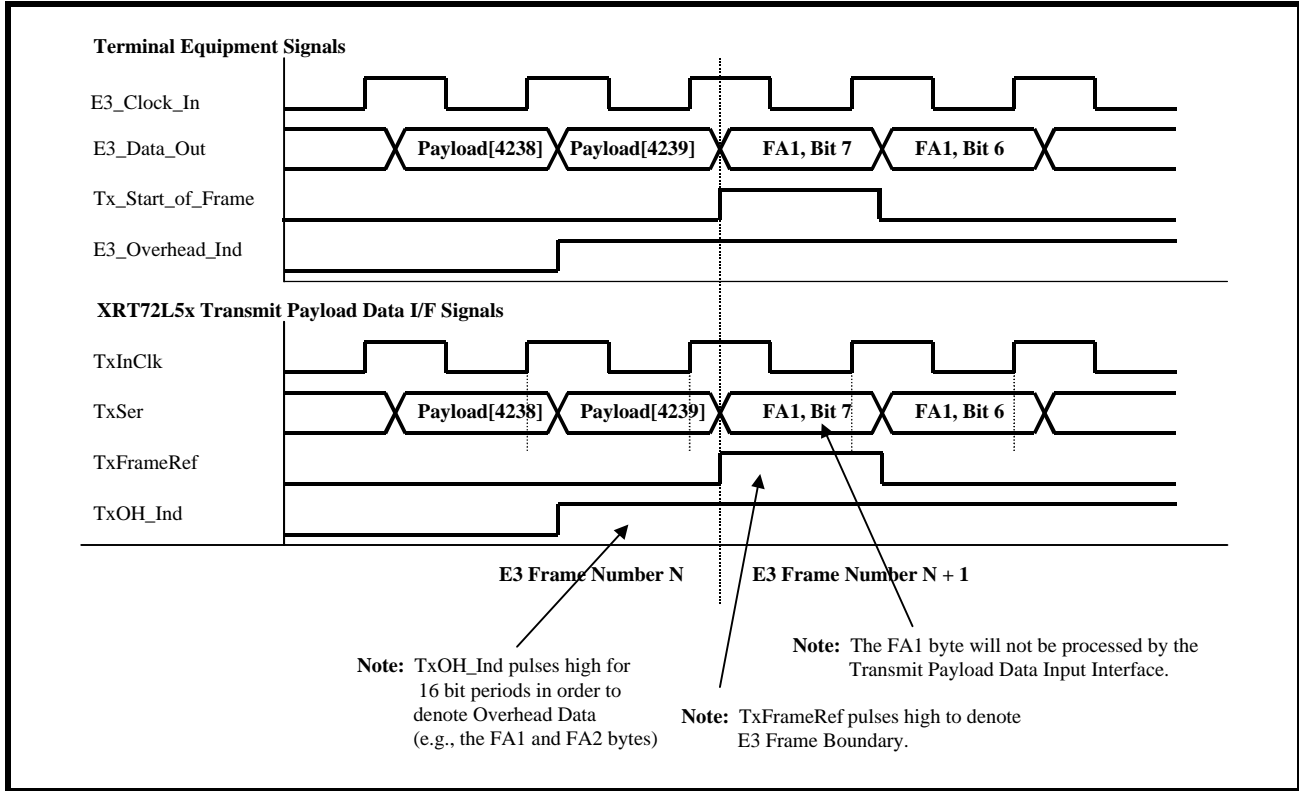 Terminal Equipment Signals
E3_Clock_In
E3_Data_Out
Payload[4238] Payload[4239] FA1, Bit 7 FA1, Bit 6
Tx_Start_of_Frame
E3_Overhead_Ind
XRT72L5x Transmit Payload Data I/F Signals
TxInClk
TxSer
Payload[4238] Payload[4239] FA1, Bit 7 FA1, Bit 6
TxFrameRef
TxOH_Ind
E3 Frame Number N E3 Frame Number N + 1
Note: The FA1 byte will not be processed by the
Transmit Payload Data Input Interface.
Note: TxOH_Ind pulses high for
16 bit periods in order to
denote Overhead Data
(e.g., the FA1 and FA2 bytes)
Note: TxFrameRef pulses high to denote
E3 Frame Boundary.